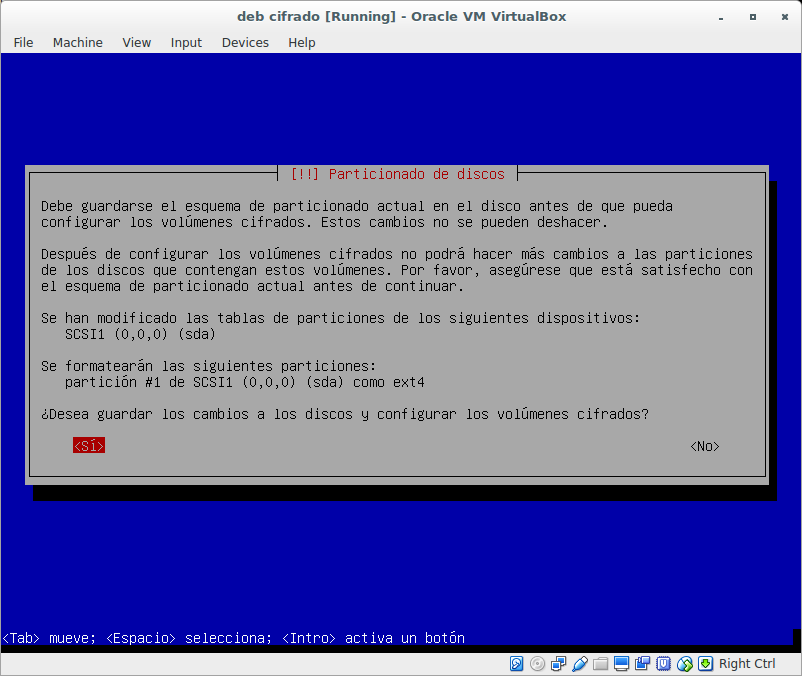 deb cifrado [Running] - Oracle VM VirtualBox
File Machine View Input Devices Help
[!!] Particionado de discos
Debe guardarse el esquema de particionado actual en el disco antes de que pueda
configurar los volúmenes cifrados. Estos cambios no se pueden deshacer.
Después de configurar los volúmenes cifrados no podrá hacer más cambios a las particiones
de los discos que contengan estos volúmenes. Por favor, asegúrese que está satisfecho con
el esquema de particionado actual antes de continuar.
Se han modificado las tablas de particiones de los siguientes dispositivos:
SCSI1 (0,0,0) (sda)
Se formatearán las siguientes particiones:
partición #1 de SCSI1 (0,0,0) (sda) como ext4
¿Desea guardar los cambios a los discos y configurar los volúmenes cifrados?
<Sí> <No>
<Tab> mueve; <Espacio> selecciona; <Intro> activa un botón
Right Ctrl